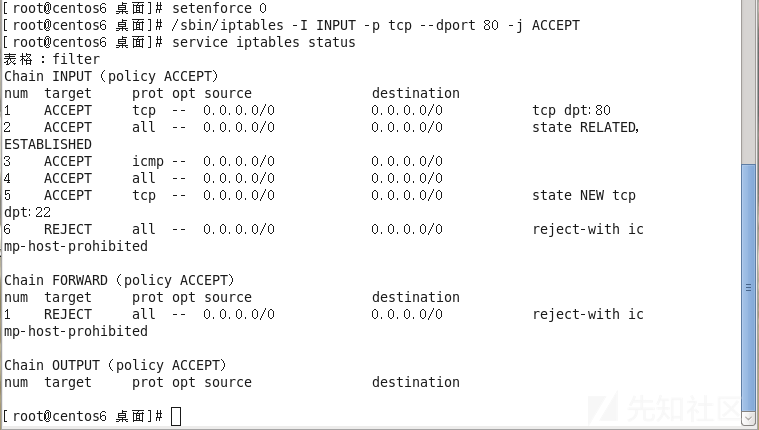 [root@centos6 桌面]# setenforce 0
[root@centos6 桌面]# /sbin/iptables -I INPUT -p tcp --dport 80 -j ACCEPT
[root@centos6 桌面]# service iptables status
表格：filter
Chain INPUT (policy ACCEPT)
num  target     prot opt source               destination
1    ACCEPT     tcp  --  0.0.0.0/0            0.0.0.0/0           tcp dpt:80
2    ACCEPT     all  --  0.0.0.0/0            0.0.0.0/0           state RELATED,
ESTABLISHED
3    ACCEPT     icmp --  0.0.0.0/0            0.0.0.0/0
4    ACCEPT     all  --  0.0.0.0/0            0.0.0.0/0
5    ACCEPT     tcp  --  0.0.0.0/0            0.0.0.0/0           state NEW tcp
dpt:22
6    REJECT     all  --  0.0.0.0/0            0.0.0.0/0           reject-with ic
mp-host-prohibited
Chain FORWARD (policy ACCEPT)
num  target     prot opt source               destination
1    REJECT     all  --  0.0.0.0/0            0.0.0.0/0           reject-with ic
mp-host-prohibited
Chain OUTPUT (policy ACCEPT)
num  target     prot opt source               destination
[root@centos6 桌面]#
先知社区